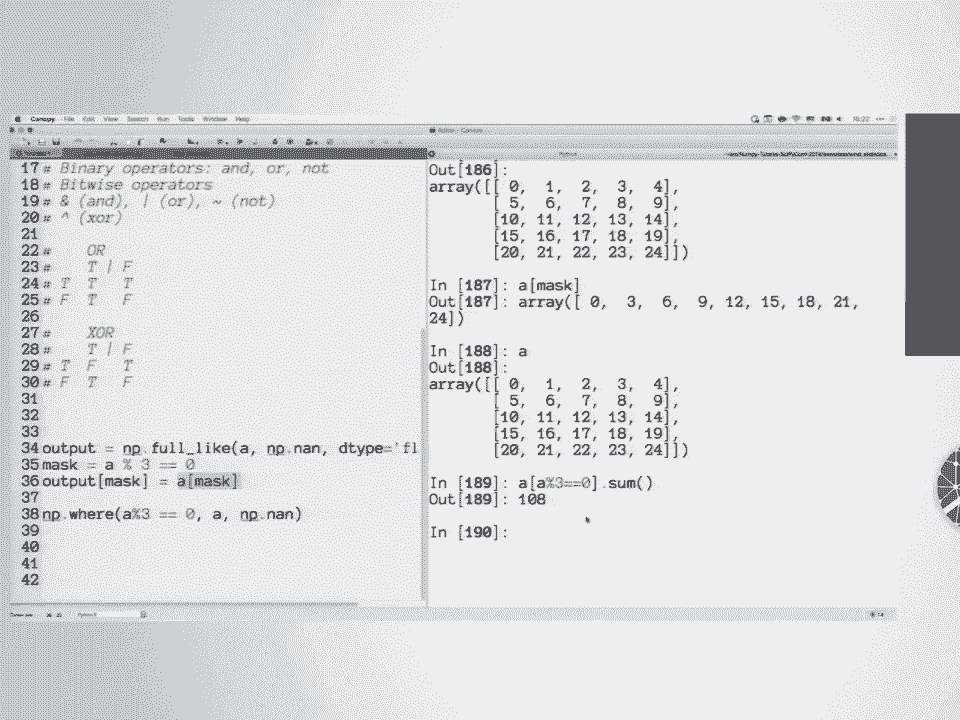 Canopy File Edit View Search Run Tools Window Help
Python
17 # Binary operators: and, or, not
18 # Bitwise operators
19 # & (and), | (or), ~ (not)
20 # ^ (xor)
21
22 # OR
23 # T | F
24 # T T T
25 # F T F
26
27 # XOR
28 # T | F
29 # T F T
30 # F T F
31
32
33
34 output = np.full_like(a, np.nan, dtype='fl
35 mask = a % 3 == 0
36 output[mask] = a[mask]
37
38 np.where(a%3 == 0, a, np.nan)
39
40
41
42
Out[186]:
array([[ 0, 1, 2, 3, 4],
[ 5, 6, 7, 8, 9],
[10, 11, 12, 13, 14],
[15, 16, 17, 18, 19],
[20, 21, 22, 23, 24]])
In [187]: a[mask]
Out[187]: array([ 0, 3, 6, 9, 12, 15, 18, 21,
24])
In [188]: a
Out[188]:
array([[ 0, 1, 2, 3, 4],
[ 5, 6, 7, 8, 9],
[10, 11, 12, 13, 14],
[15, 16, 17, 18, 19],
[20, 21, 22, 23, 24]])
In [189]: a[a%3==0].sum()
Out[189]: 108
In [190]: